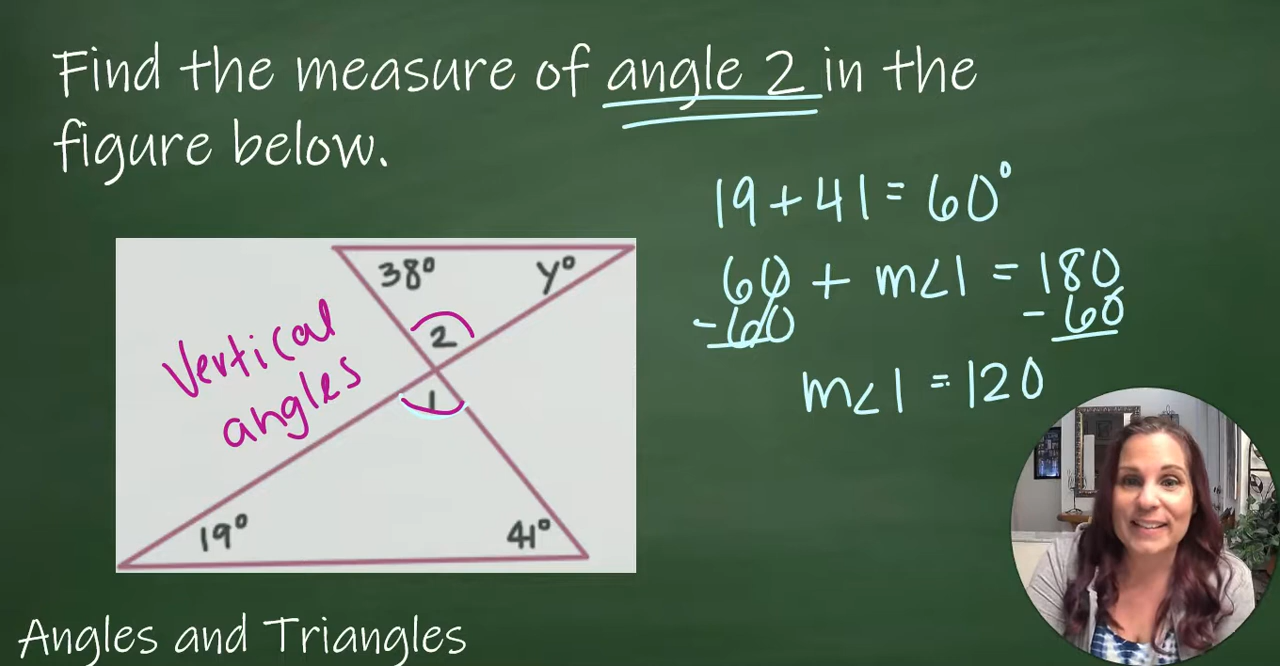 Find the measure of angle 2 in the
figure below.
19 + 41 = 60°
60 + m∠1 = 180
-60 - 60
m∠1 = 120
38° y°
2
Vertical
angles
1
19° 41°
Angles and Triangles